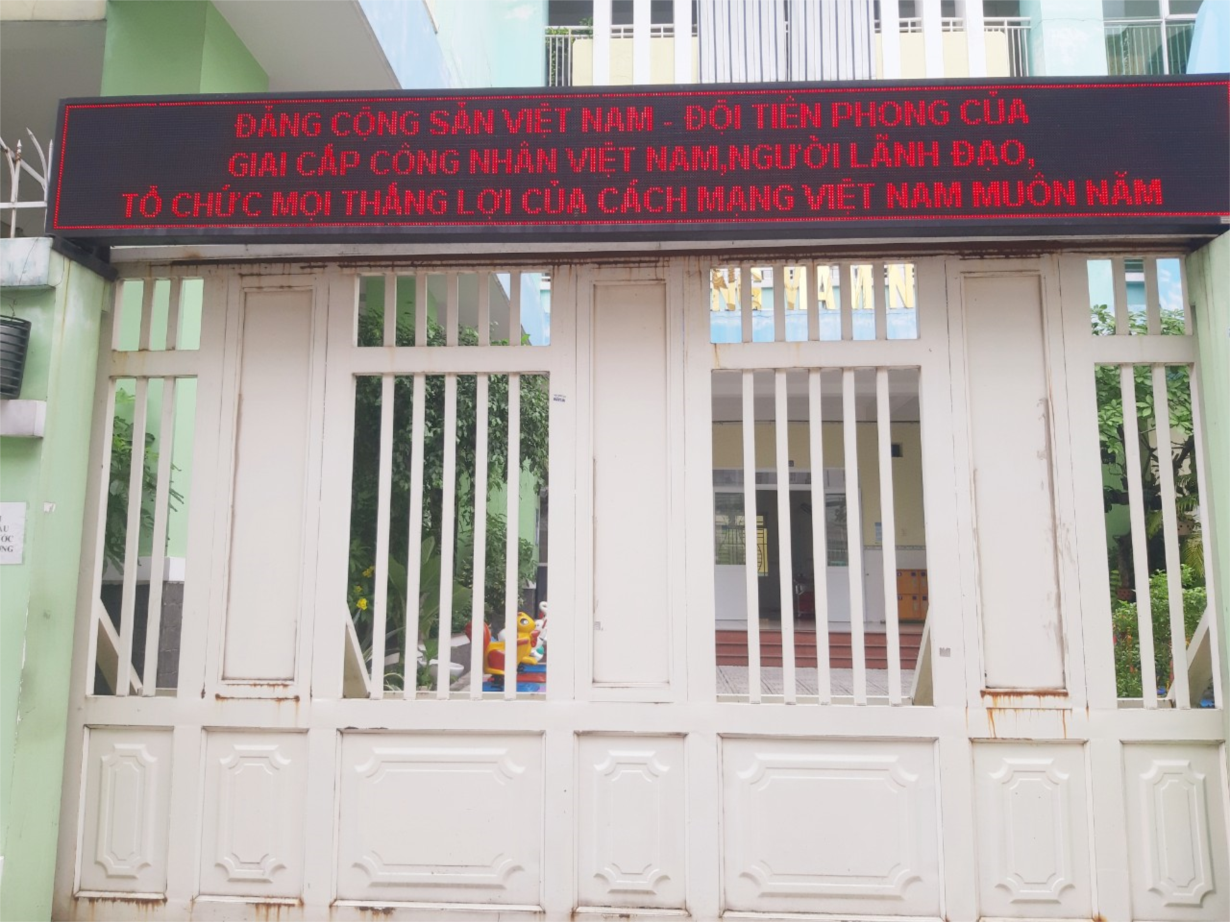 ĐẢNG CỘNG SẢN VIỆT NAM - ĐỘI TIÊN PHONG CỦA
GIAI CẤP CÔNG NHÂN VIỆT NAM,NGƯỜI LÃNH ĐẠO,
TỔ CHỨC MỌI THẮNG LỢI CỦA CÁCH MẠNG VIỆT NAM MUÔN NĂM